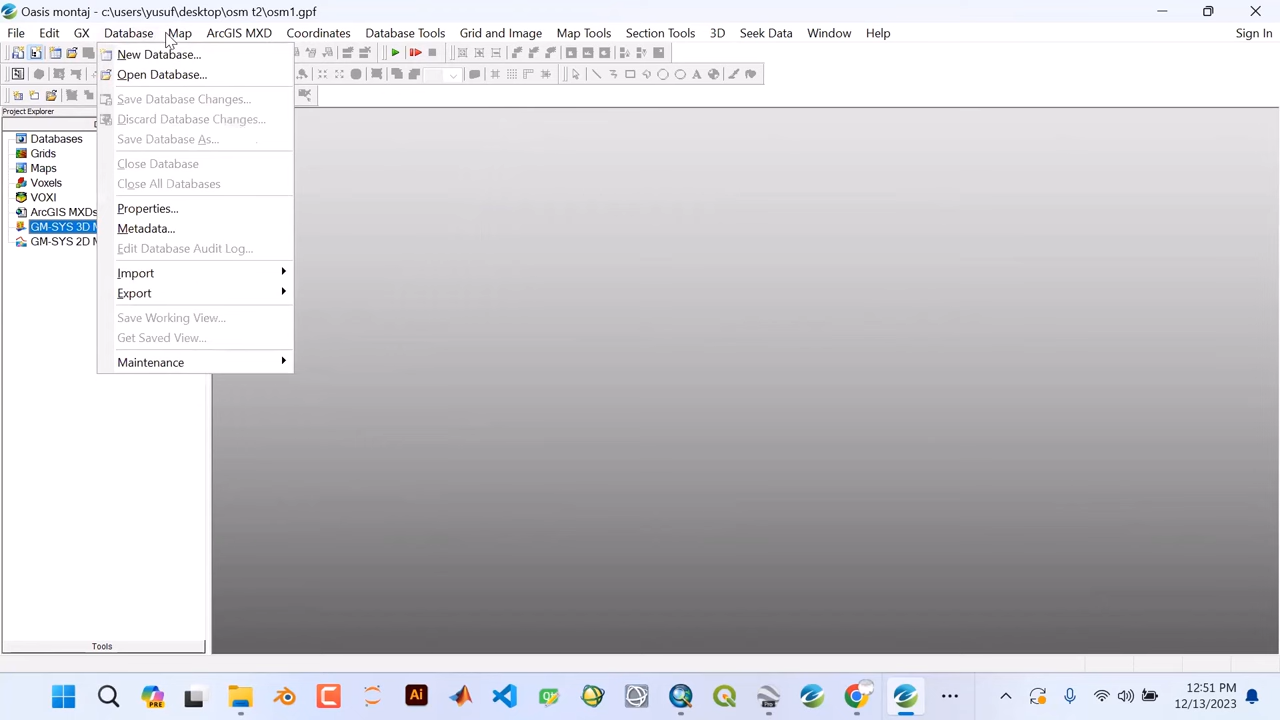 Oasis montaj - c:\users\yusuf\desktop\osm t2\osm1.gpf
File Edit GX Database Map ArcGIS MXD Coordinates Database Tools Grid and Image Map Tools Section Tools 3D Seek Data Window Help Sign In
New Database...
Open Database...
Save Database Changes...
Discard Database Changes...
Save Database As...
Close Database
Close All Databases
Properties...
Metadata...
Edit Database Audit Log...
Import
Export
Save Working View...
Get Saved View...
Maintenance
Project Explorer
Databases
Grids
Maps
Voxels
VOXI
ArcGIS MXDs
GM-SYS 3D M
GM-SYS 2D M
Tools
PRE
Ai
Pro
12:51 PM
12/13/2023